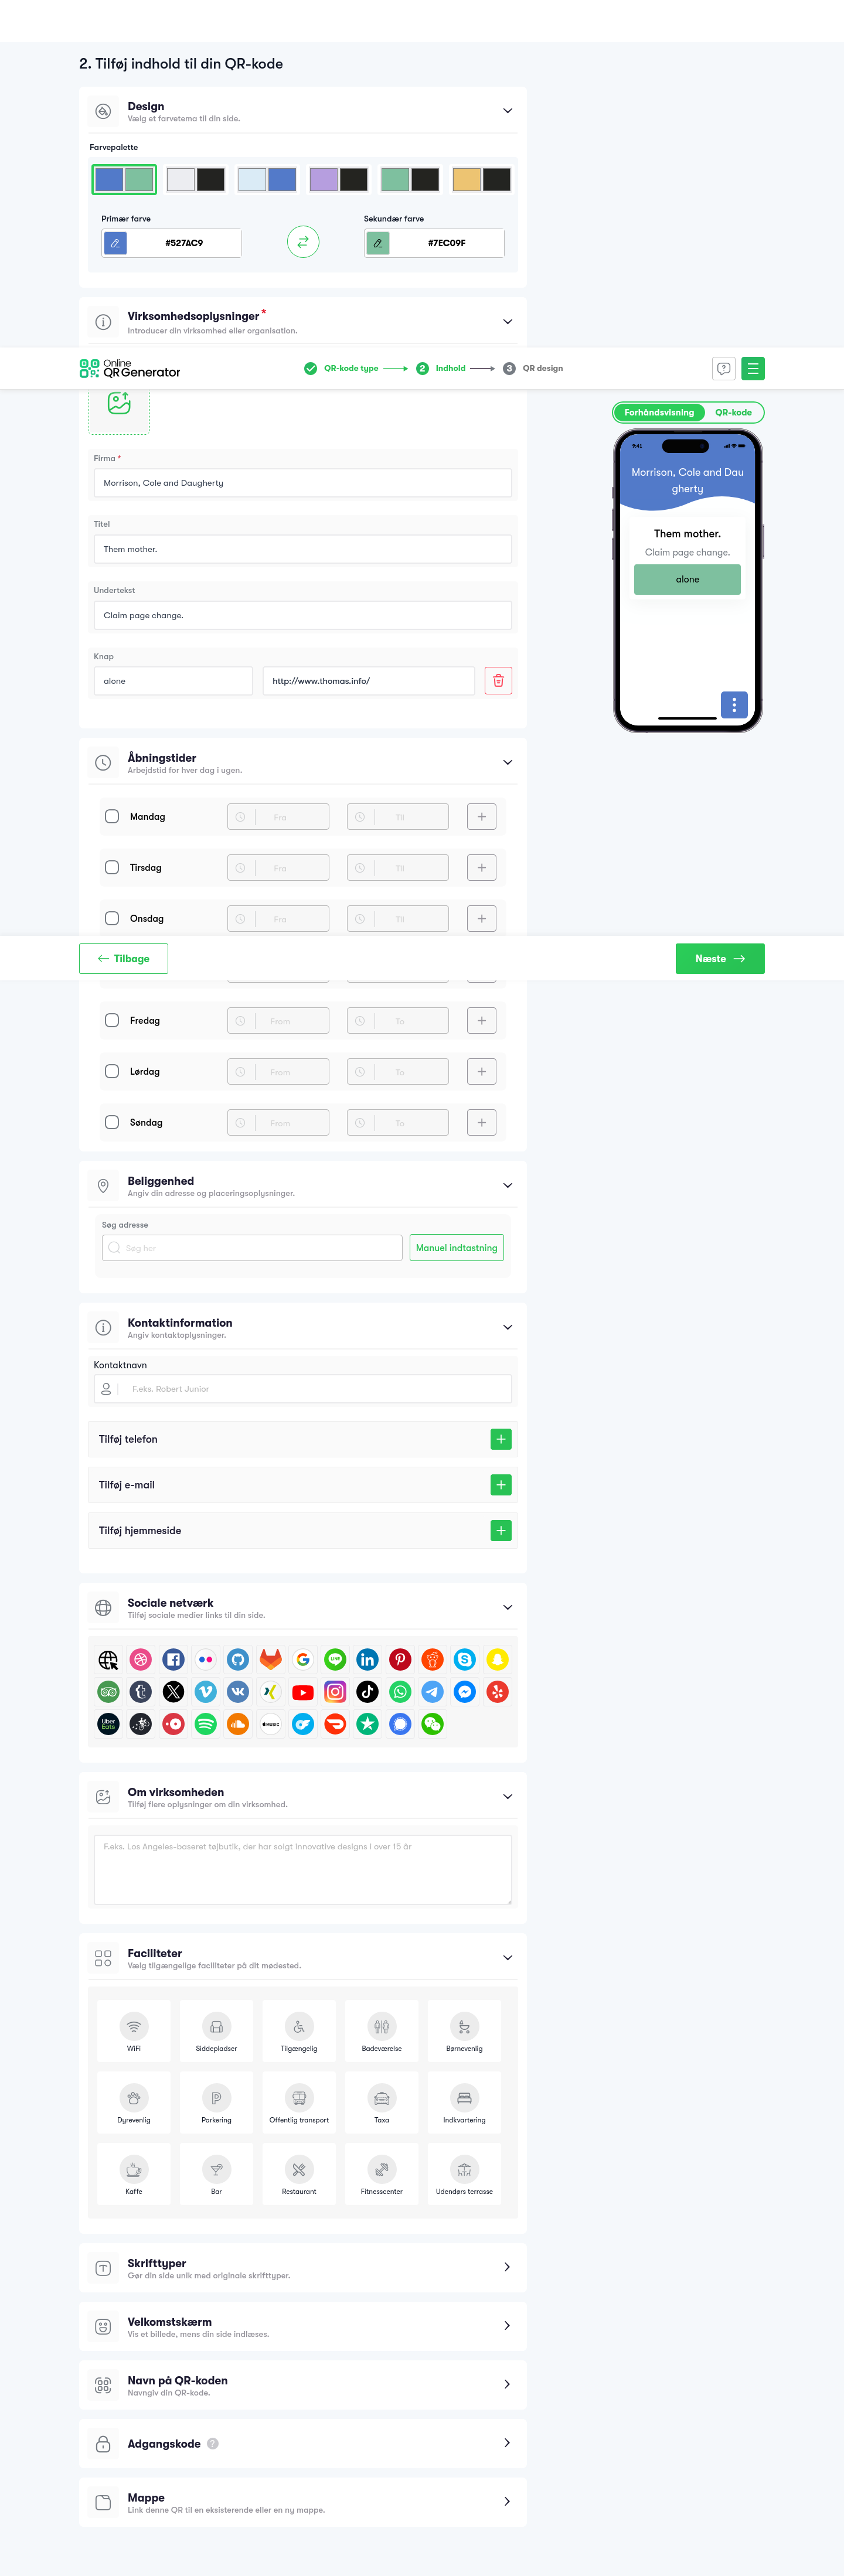 2. Tilføj indhold til din QR-kode
Design
Vælg et farvetema til din side.
Farvepalette
Primær farve
Sekundær farve
#527AC9
#7EC09F
Virksomhedsoplysninger *
Introducer din virksomhed eller organisation.
Online
QR Generator
QR-kode type
2 Indhold
3 QR design
?
Forhåndsvisning
QR-kode
Firma *
Morrison, Cole and Daugherty
Titel
Them mother.
Undertekst
Claim page change.
Knap
alone
http://www.thomas.info/
9:41
Morrison, Cole and Dau
gherty
Them mother.
Claim page change.
alone
Åbningstider
Arbejdstid for hver dag i ugen.
Mandag
Fra
Til
Tirsdag
Fra
Til
Onsdag
Fra
Til
Tilbage
Næste
Fredag
From
To
Lørdag
From
To
Søndag
From
To
Beliggenhed
Angiv din adresse og placeringsoplysninger.
Søg adresse
Søg her
Manuel indtastning
Kontaktinformation
Angiv kontaktoplysninger.
Kontaktnavn
F.eks. Robert Junior
Tilføj telefon
Tilføj e-mail
Tilføj hjemmeside
Sociale netværk
Tilføj sociale medier links til din side.
LINE
Uber
Eats
MUSIC
Om virksomheden
Tilføj flere oplysninger om din virksomhed.
F.eks. Los Angeles-baseret tøjbutik, der har solgt innovative designs i over 15 år
Faciliteter
Vælg tilgængelige faciliteter på dit mødested.
WiFi
Siddepladser
Tilgængelig
Badeværelse
Børnevenlig
Dyrevenlig
Parkering
Offentlig transport
Taxa
Indkvartering
Kaffe
Bar
Restaurant
Fitnesscenter
Udendørs terrasse
Skrifttyper
Gør din side unik med originale skrifttyper.
Velkomstskærm
Vis et billede, mens din side indlæses.
Navn på QR-koden
Navngiv din QR-kode.
Adgangskode ?
Mappe
Link denne QR til en eksisterende eller en ny mappe.